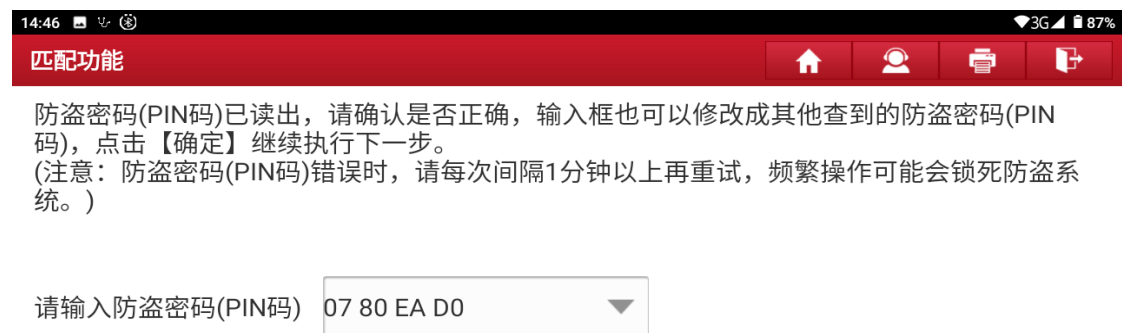 14:46 3G 87%
匹配功能
防盗密码(PIN码)已读出，请确认是否正确，输入框也可以修改成其他查到的防盗密码(PIN
码)，点击【确定】继续执行下一步。
(注意：防盗密码(PIN码)错误时，请每次间隔1分钟以上再重试，频繁操作可能会锁死防盗系
统。)
请输入防盗密码(PIN码) 07 80 EA D0